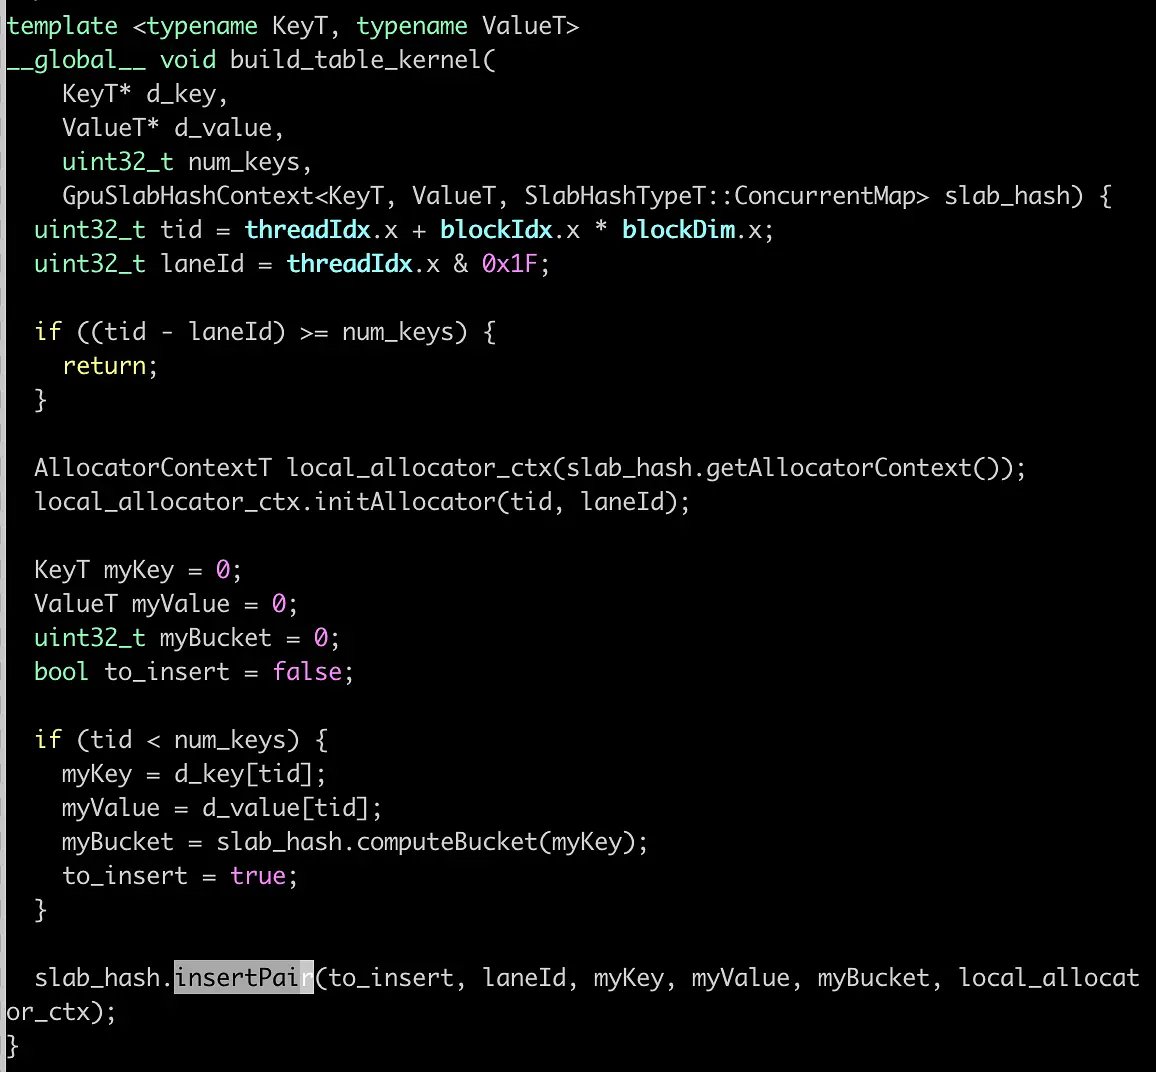 template <typename KeyT, typename ValueT>
__global__ void build_table_kernel(
    KeyT* d_key,
    ValueT* d_value,
    uint32_t num_keys,
    GpuSlabHashContext<KeyT, ValueT, SlabHashTypeT::ConcurrentMap> slab_hash) {
  uint32_t tid = threadIdx.x + blockIdx.x * blockDim.x;
  uint32_t laneId = threadIdx.x & 0x1F;

  if ((tid - laneId) >= num_keys) {
    return;
  }

  AllocatorContextT local_allocator_ctx(slab_hash.getAllocatorContext());
  local_allocator_ctx.initAllocator(tid, laneId);

  KeyT myKey = 0;
  ValueT myValue = 0;
  uint32_t myBucket = 0;
  bool to_insert = false;

  if (tid < num_keys) {
    myKey = d_key[tid];
    myValue = d_value[tid];
    myBucket = slab_hash.computeBucket(myKey);
    to_insert = true;
  }

  slab_hash.insertPair(to_insert, laneId, myKey, myValue, myBucket, local_allocat
or_ctx);
}